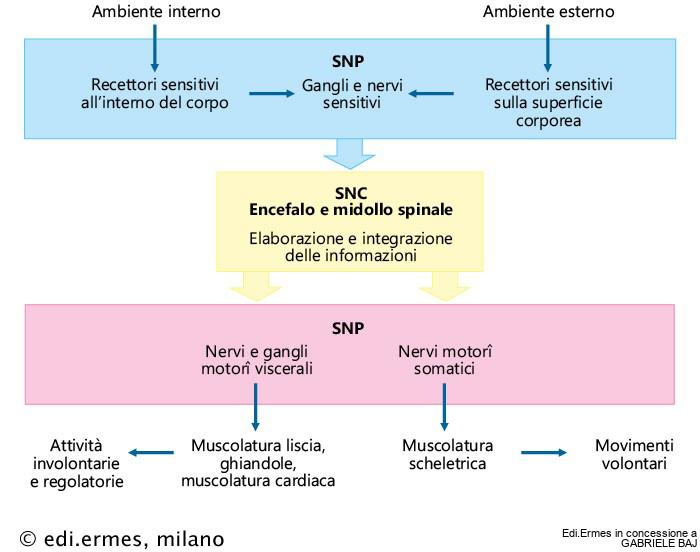 Ambiente interno
Ambiente esterno
SNP
Recettori sensitivi
all'interno del corpo
Gangli e nervi
sensitivi
Recettori sensitivi
sulla superficie
corporea
SNC
Encefalo e midollo spinale
Elaborazione e integrazione
delle informazioni
SNP
Nervi e gangli
motorî viscerali
Nervi motorî
somatici
Attività
involontarie
e regolatorie
Muscolatura liscia,
ghiandole,
muscolatura cardiaca
Muscolatura
scheletrica
Movimenti
volontari
© edi.ermes, milano
Edi.Ermes in concessione a
GABRIELE BAJ